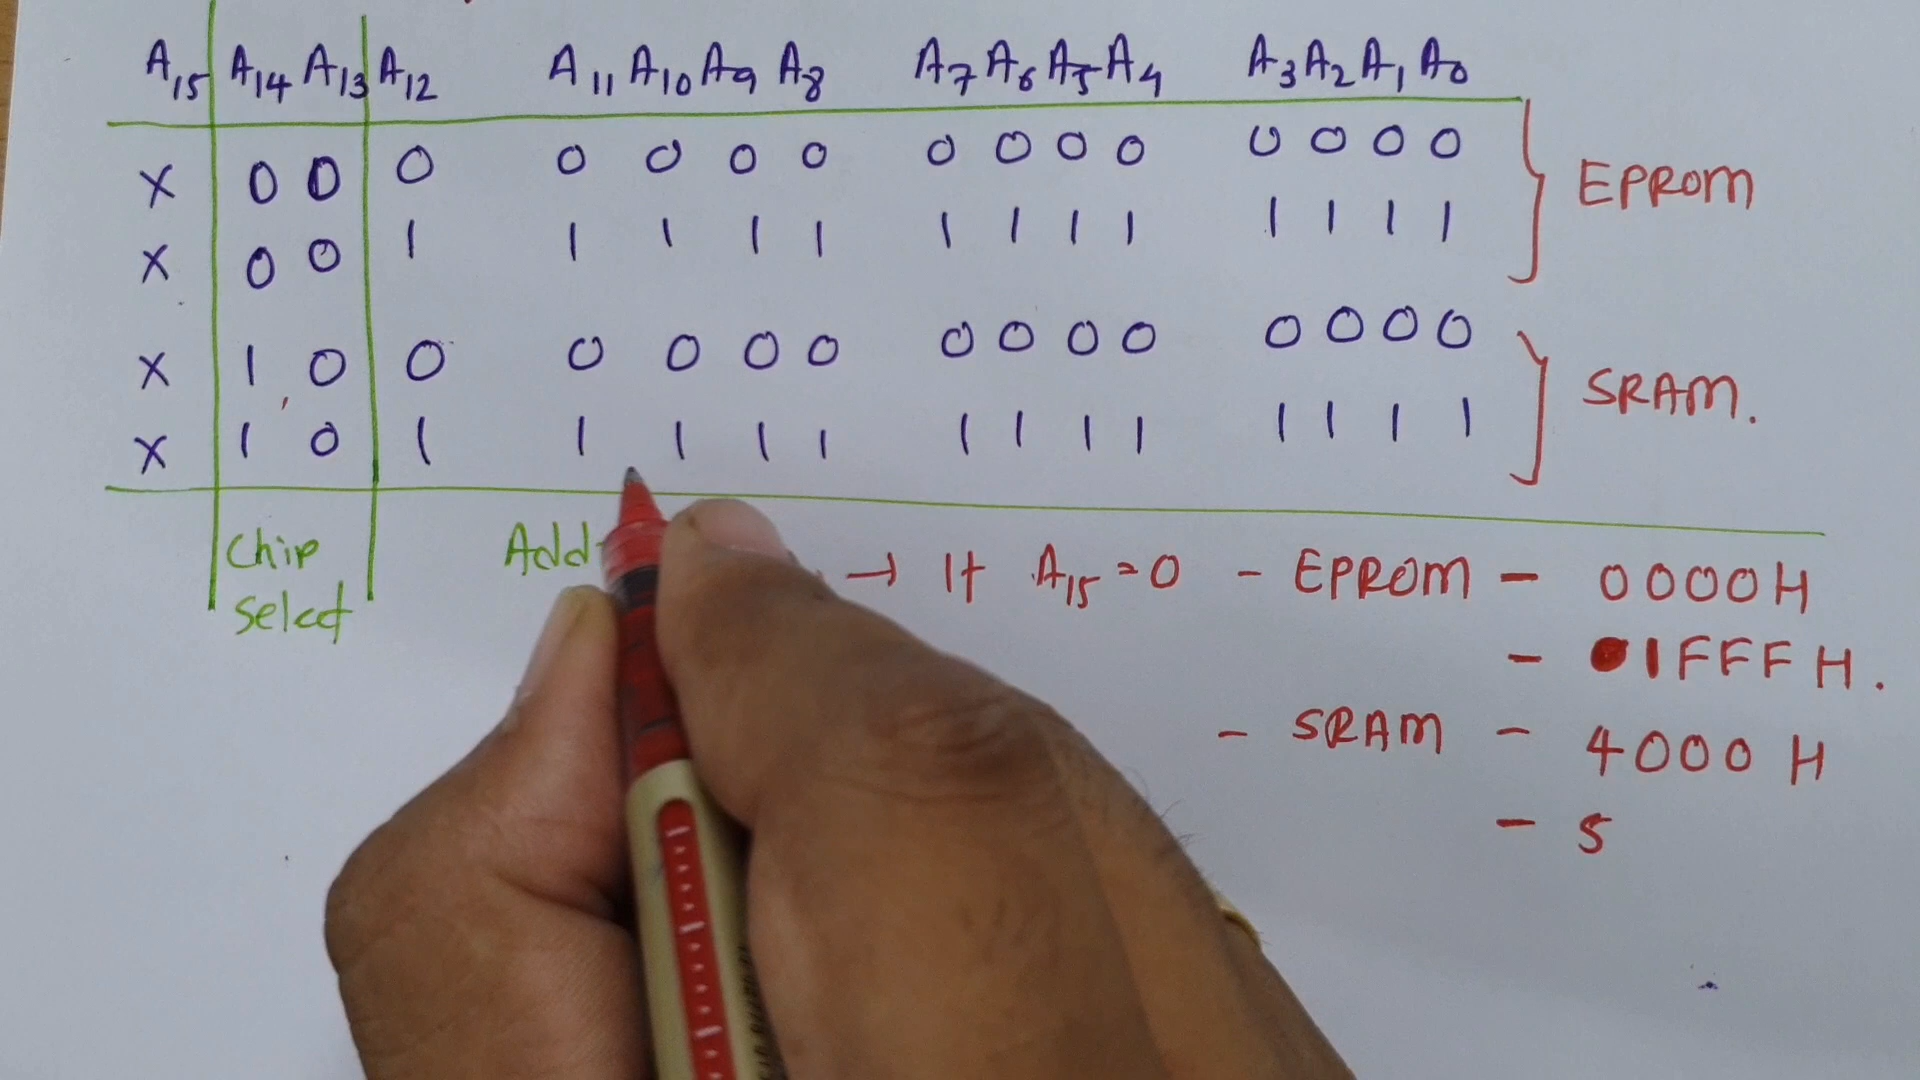 A15 A14 A13 A12 A11 A10 A9 A8 A7 A6 A5 A4 A3 A2 A1 A0
X 0 0 0 0 0 0 0 0 0 0 0 0 0 0 0
X 0 0 1 1 1 1 1 1 1 1 1 1 1 1 1
EPROM
X 1 0 0 0 0 0 0 0 0 0 0 0 0 0 0
X 1 0 1 1 1 1 1 1 1 1 1 1 1 1 1
SRAM.
Chip
select
→ If A15=0 - EPROM - 0000H
- 01FFFH.
- SRAM - 4000H
- 5